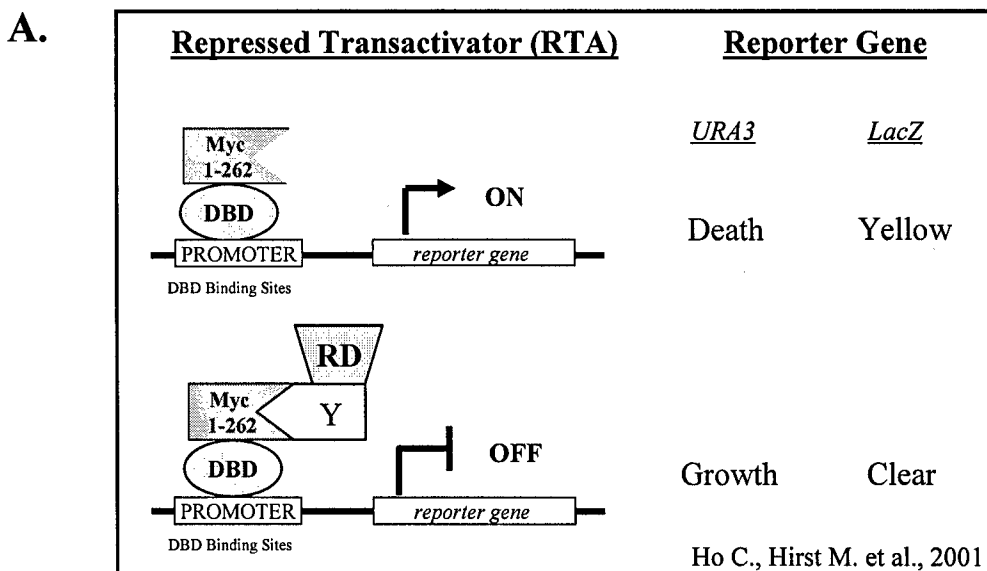 A.
Repressed Transactivator (RTA)
Reporter Gene
URA3
LacZ
Myc
1-262
DBD
ON
Death
Yellow
PROMOTER
reporter gene
DBD Binding Sites
RD
Myc
1-262
Y
DBD
OFF
Growth
Clear
PROMOTER
reporter gene
DBD Binding Sites
Ho C., Hirst M. et al., 2001